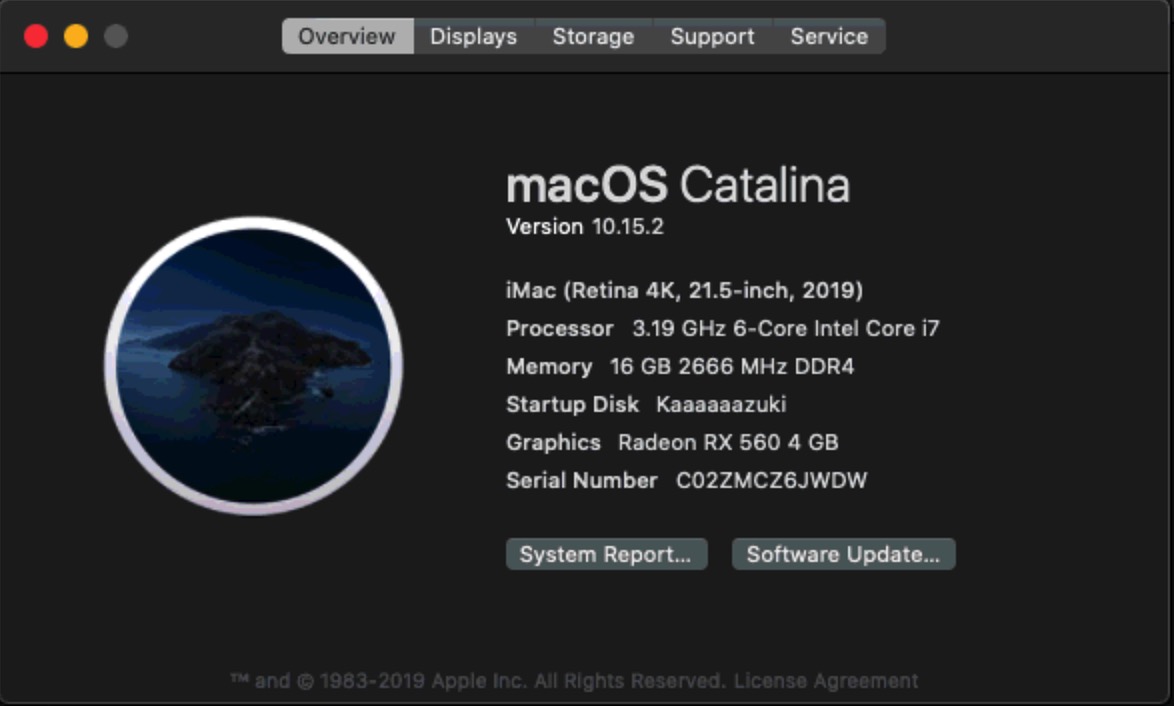 Overview Displays Storage Support Service
macOS Catalina
Version 10.15.2
iMac (Retina 4K, 21.5-inch, 2019)
Processor 3.19 GHz 6-Core Intel Core i7
Memory 16 GB 2666 MHz DDR4
Startup Disk Kaaaaaazuki
Graphics Radeon RX 560 4 GB
Serial Number C02ZMCZ6JWDW
System Report... Software Update...
™ and © 1983-2019 Apple Inc. All Rights Reserved. License Agreement